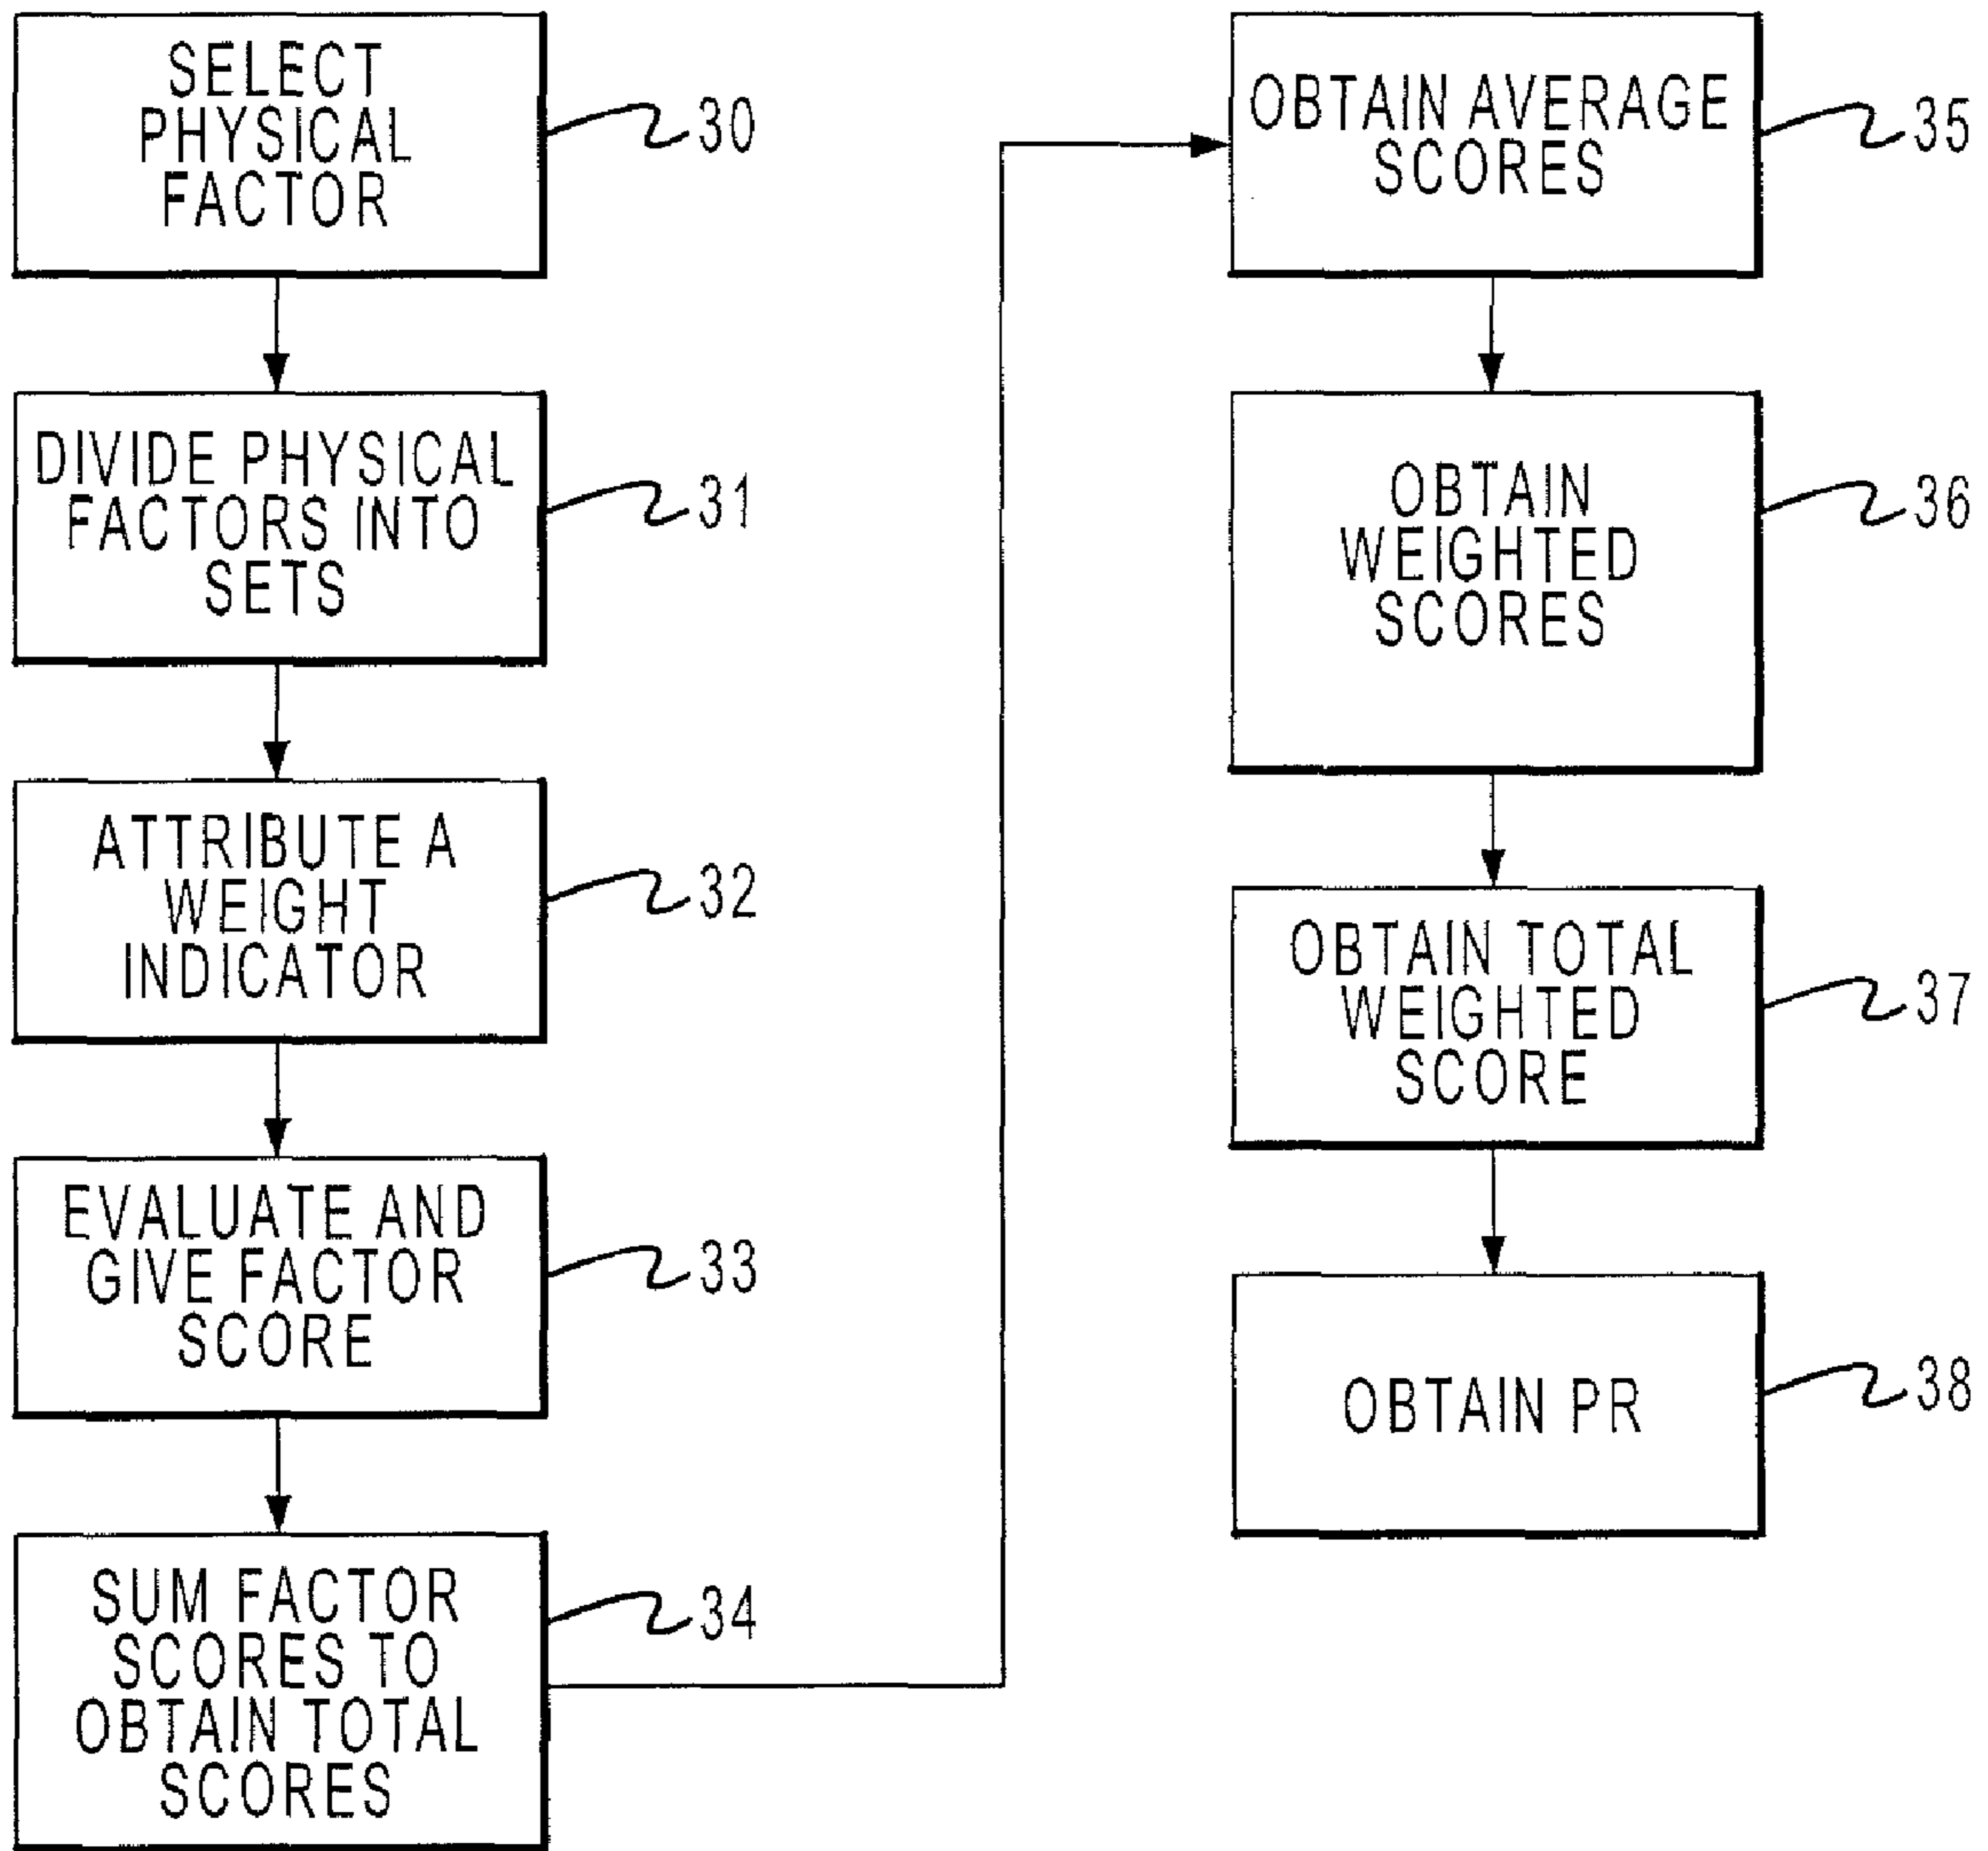 SELECT
PHYSICAL
FACTOR
30
DIVIDE PHYSICAL
FACTORS INTO
SETS
31
ATTRIBUTE A
WEIGHT
INDICATOR
32
EVALUATE AND
GIVE FACTOR
SCORE
33
SUM FACTOR
SCORES TO
OBTAIN TOTAL
SCORES
34
OBTAIN AVERAGE
SCORES
35
OBTAIN
WEIGHTED
SCORES
36
OBTAIN TOTAL
WEIGHTED
SCORE
37
OBTAIN PR
38